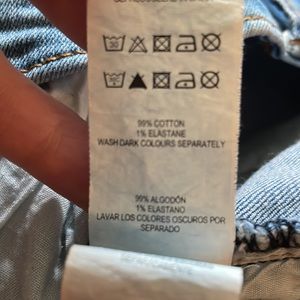 99% COTTON
1% ELASTANE
WASH DARK COLOURS SEPARATELY
99% ALGODÓN
1% ELASTANO
LAVAR LOS COLORES OSCUROS POR
SEPARADO